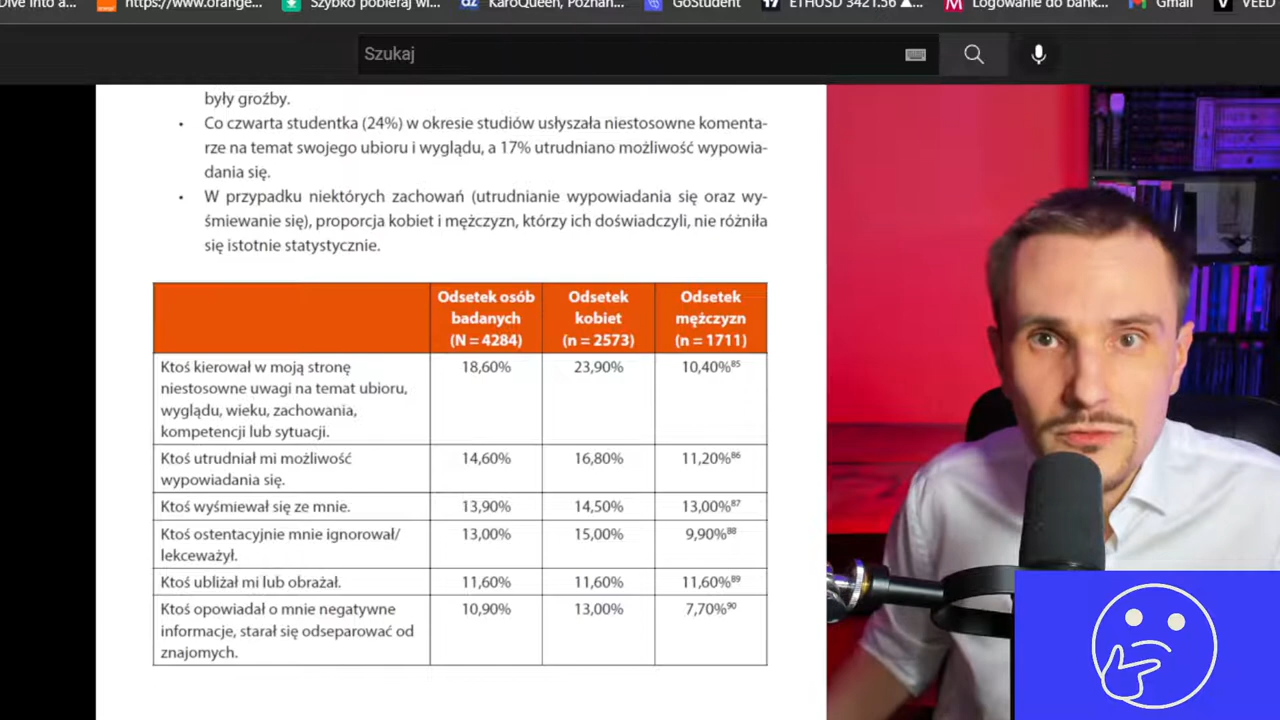 Dive into a...
https://www.orange...
Szybko pobieraj wi...
KaroQueen, Poznan...
GoStudent
ETHUSD 3421.56 ▲...
Logowanie do bank...
Gmail
VEED
Szukaj
były groźby.
• Co czwarta studentka (24%) w okresie studiów usłyszała niestosowne komenta-
rze na temat swojego ubioru i wyglądu, a 17% utrudniano możliwość wypowia-
dania się.
• W przypadku niektórych zachowań (utrudnianie wypowiadania się oraz wy-
śmiewanie się), proporcja kobiet i mężczyzn, którzy ich doświadczyli, nie różniła
się istotnie statystycznie.
Odsetek osób
badanych
(N = 4284)
Odsetek
kobiet
(n = 2573)
Odsetek
mężczyzn
(n = 1711)
Ktoś kierował w moją stronę
niestosowne uwagi na temat ubioru,
wyglądu, wieku, zachowania,
kompetencji lub sytuacji.
18,60%
23,90%
10,40%85
Ktoś utrudniał mi możliwość
wypowiadania się.
14,60%
16,80%
11,20%86
Ktoś wyśmiewał się ze mnie.
13,90%
14,50%
13,00%87
Ktoś ostentacyjnie mnie ignorował/
lekceważył.
13,00%
15,00%
9,90%88
Ktoś ubliżał mi lub obrażał.
11,60%
11,60%
11,60%89
Ktoś opowiadał o mnie negatywne
informacje, starał się odseparować od
znajomych.
10,90%
13,00%
7,70%90